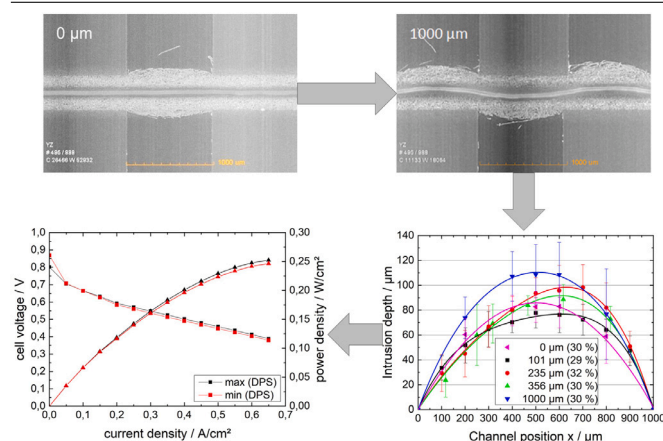 0 µm
1000 µm
YZ
# 495 / 899
1000 µm
YZ
# 495 / 899
1000 µm
1,0
0,9
0,8
0,7
0,6
0,5
0,4
0,3
0,2
0,1
0,0
cell voltage / V
0,30
0,25
0,20
0,15
0,10
0,05
0,00
power density / W/cm²
max (DPS)
min (DPS)
0,0 0,1 0,2 0,3 0,4 0,5 0,6 0,7
current density / A/cm²
140
120
100
80
60
40
20
0
Intrusion depth / µm
0 µm (30 %)
101 µm (29 %)
235 µm (32 %)
356 µm (30 %)
1000 µm (30 %)
0 100 200 300 400 500 600 700 800 900 1000
Channel position x / µm